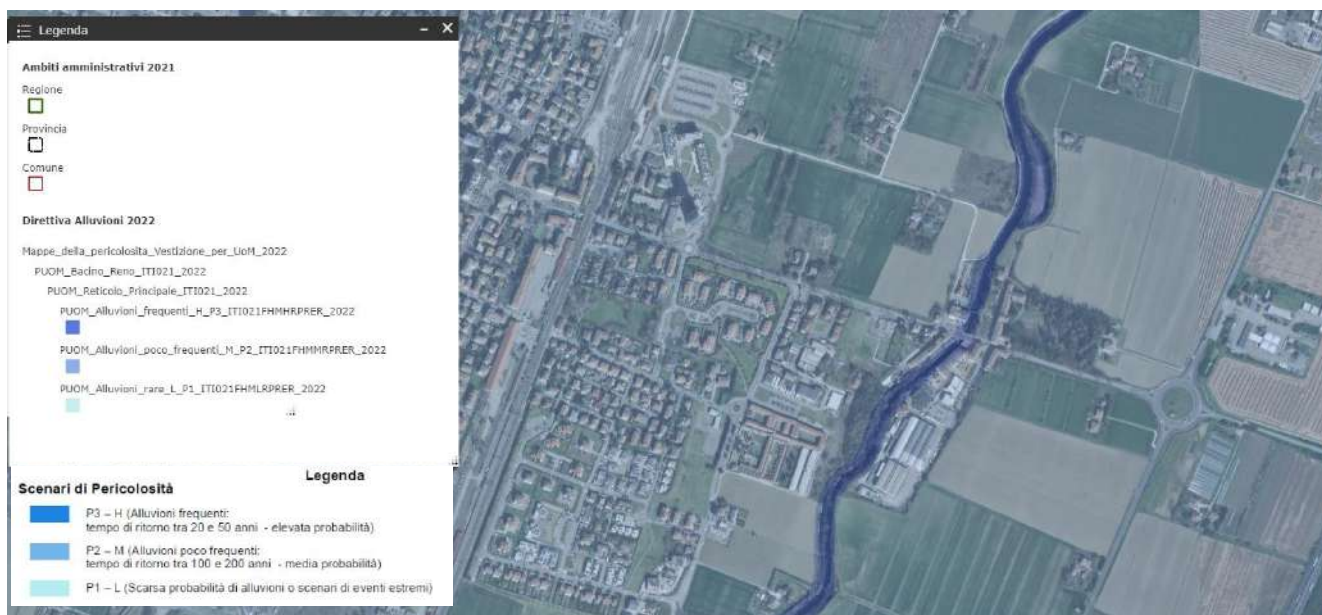 Legenda
Ambiti amministrativi 2021
Regione
Provincia
Comune
Direttiva Alluvioni 2022
Mappe_della_pericolosita_Vestizione_per_UoM_2022
PUOM_Bacino_Reno_ITI021_2022
PUOM_Reticolo_Principale_ITI021_2022
PUOM_Alluvioni_frequenti_H_P3_ITI021FHMHRPRER_2022
PUOM_Alluvioni_poco_frequenti_M_P2_ITI021FHMMRPRER_2022
PUOM_Alluvioni_rare_L_P1_ITI021FHMLRPRER_2022
Legenda
Scenari di Pericolosità
P3 – H (Alluvioni frequenti:
tempo di ritorno tra 20 e 50 anni - elevata probabilità)
P2 – M (Alluvioni poco frequenti:
tempo di ritorno tra 100 e 200 anni - media probabilità)
P1 – L (Scarsa probabilità di alluvioni o scenari di eventi estremi)